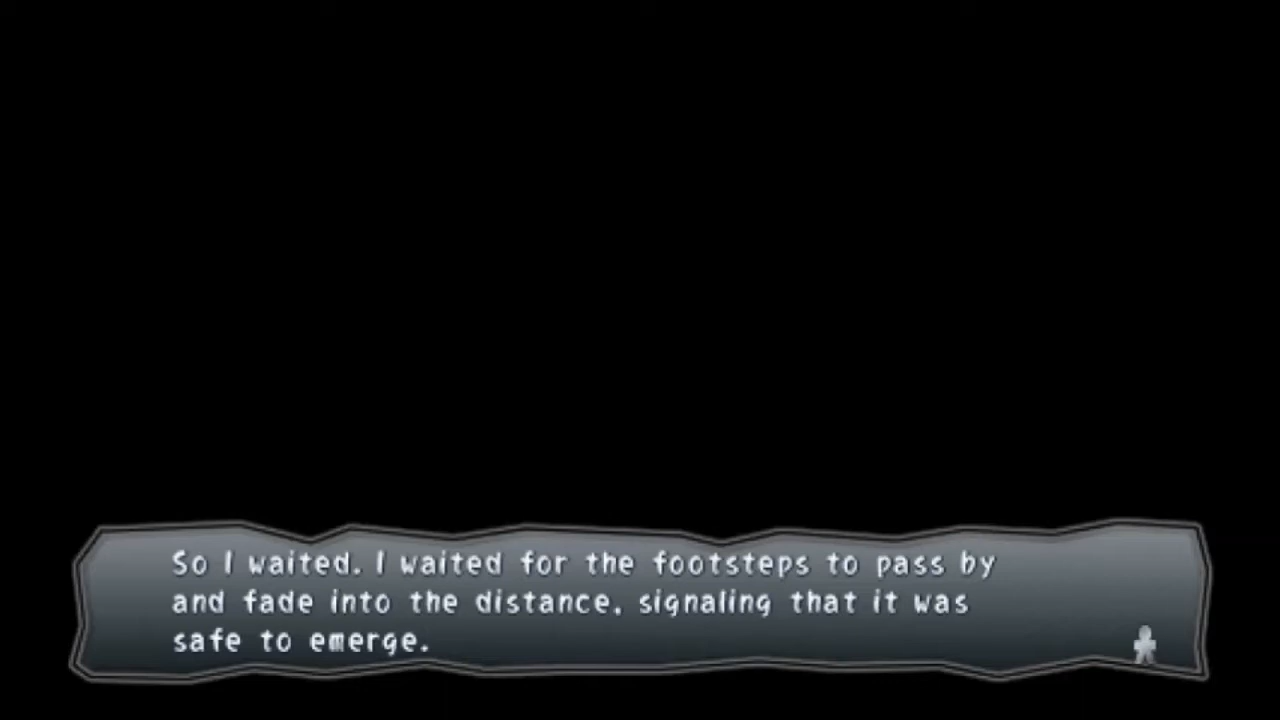 So I waited. I waited for the footsteps to pass by
and fade into the distance, signaling that it was
safe to emerge.